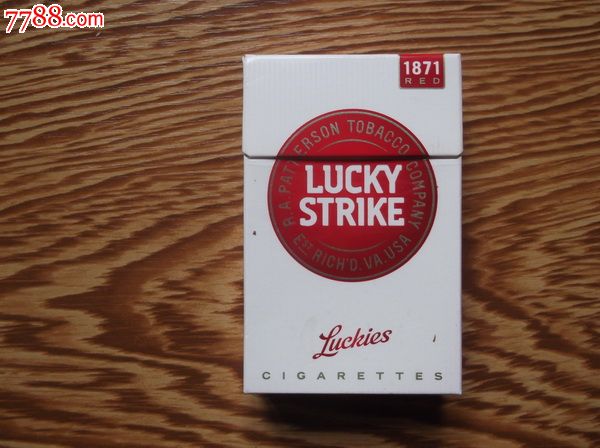 7788.com
1871
RED
R.A. PATTERSON TOBACCO COMPANY
LUCKY
STRIKE
EST. RICH'D. VA. USA
Luckies
CIGARETTES